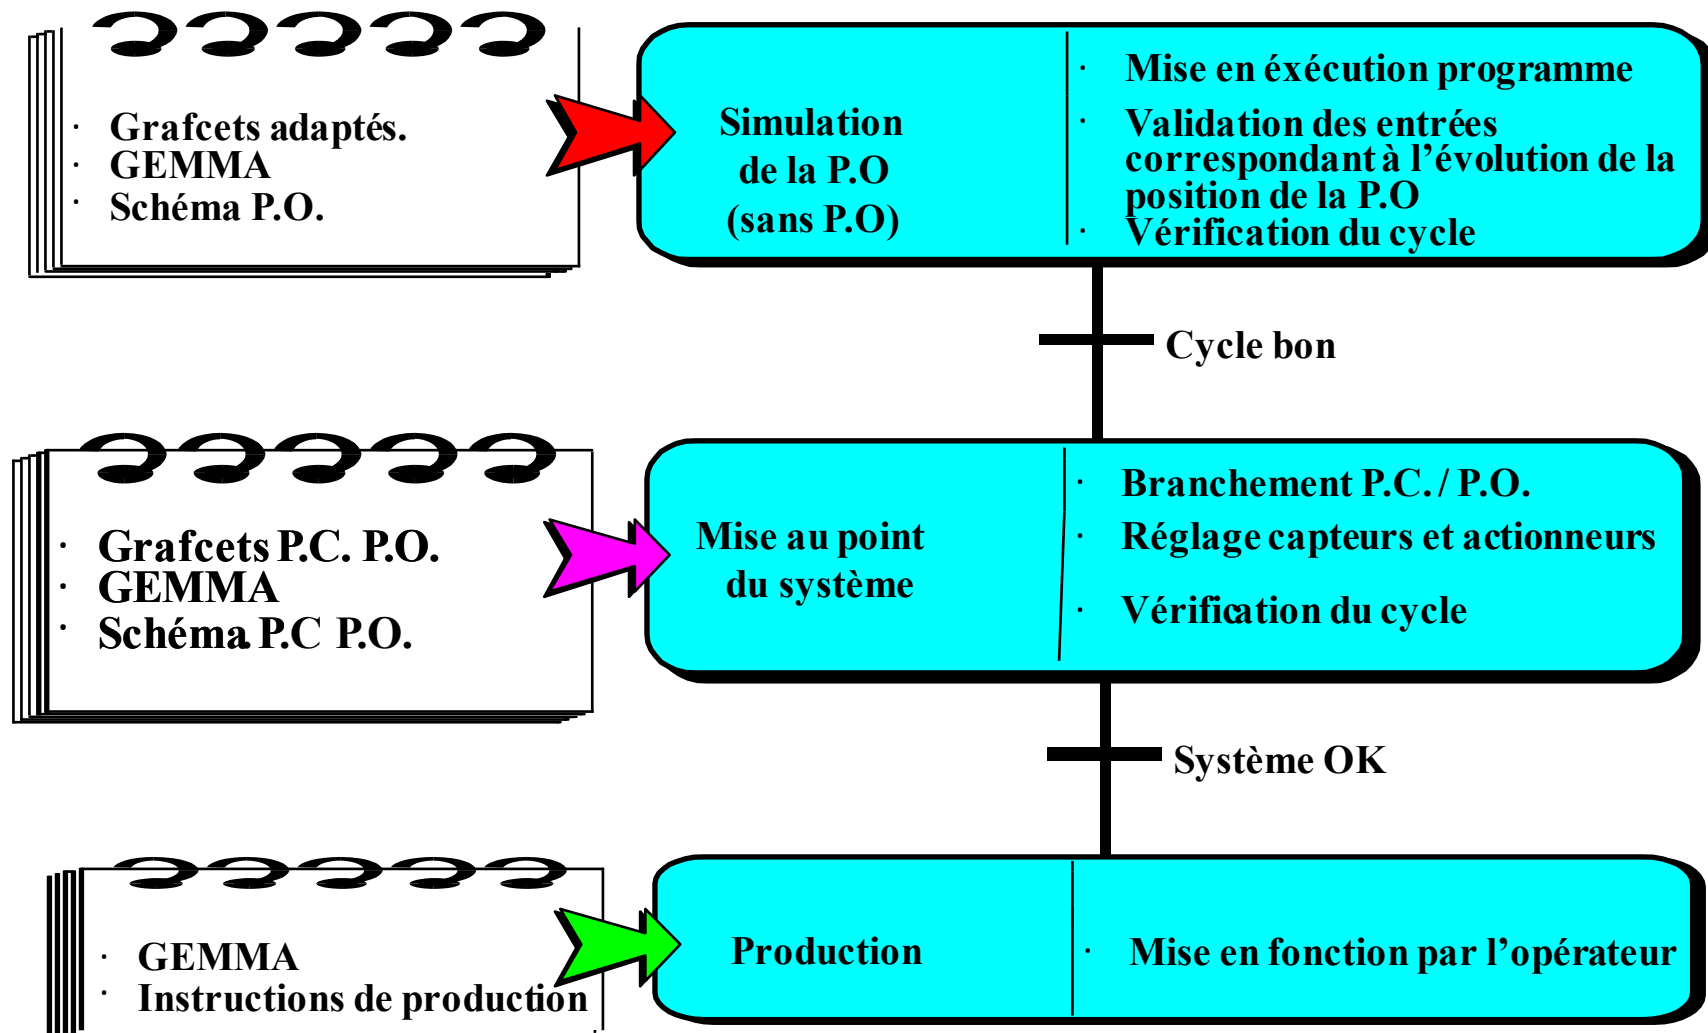 · Grafcets adaptés.
· GEMMA
· Schéma P.O.
Simulation
de la P.O
(sans P.O)
· Mise en éxécution programme
· Validation des entrées
correspondant à l’évolution de la
position de la P.O
· Vérification du cycle
Cycle bon
· Grafcets P.C. P.O.
· GEMMA
· Schéma. P.C P.O.
Mise au point
du système
· Branchement P.C. / P.O.
· Réglage capteurs et actionneurs
· Vérification du cycle
Système OK
· GEMMA
· Instructions de production
Production
· Mise en fonction par l’opérateur